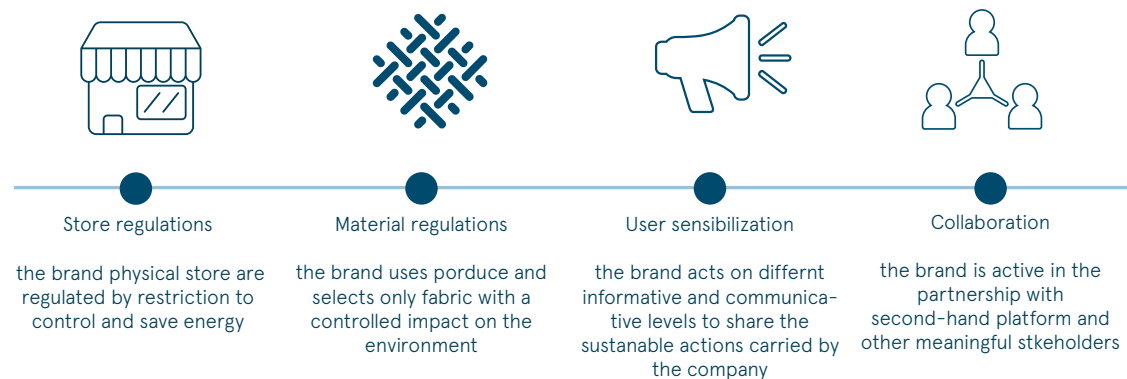 Store regulations
the brand physical store are
regulated by restriction to
control and save energy
Material regulations
the brand uses porduce and
selects only fabric with a
controlled impact on the
environment
User sensibilization
the brand acts on differnt
informative and communica-
tive levels to share the
sustanable actions carried by
the company
Collaboration
the brand is active in the
partnership with
second-hand platform and
other meaningful stkeholders